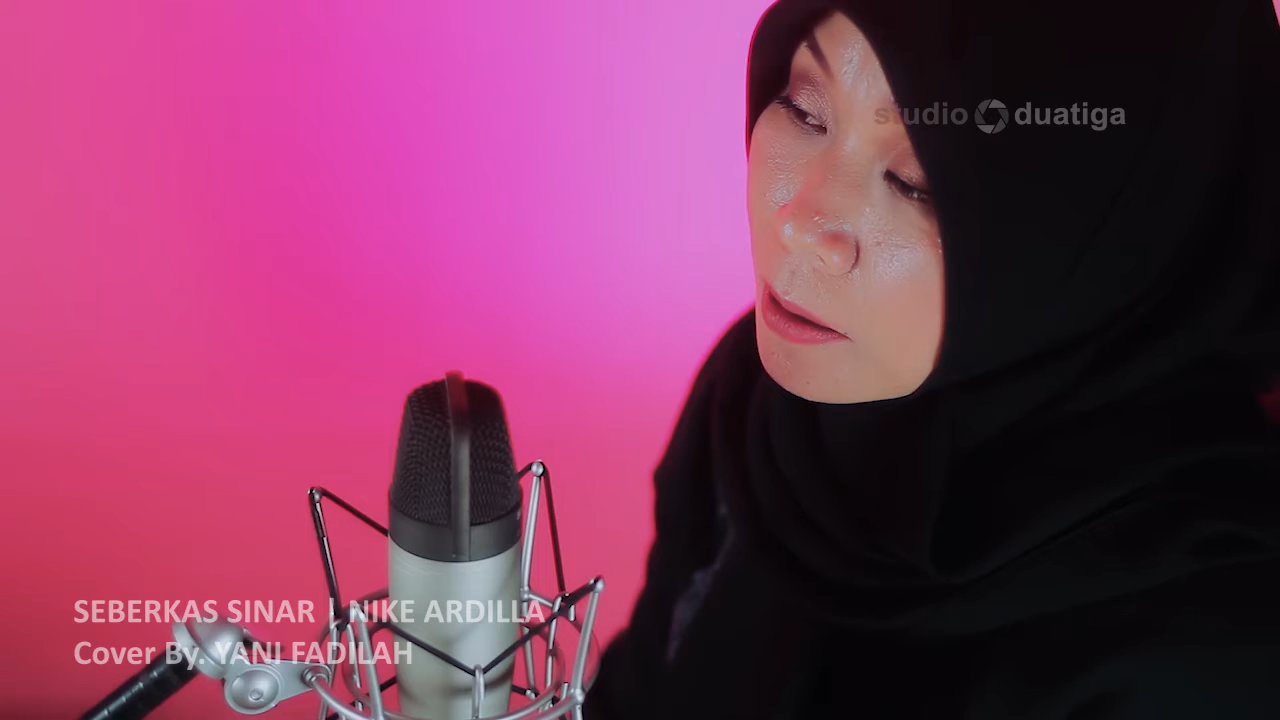 studio duatiga
SEBERKAS SINAR | NIKE ARDILLA
Cover By. YANI FADILAH